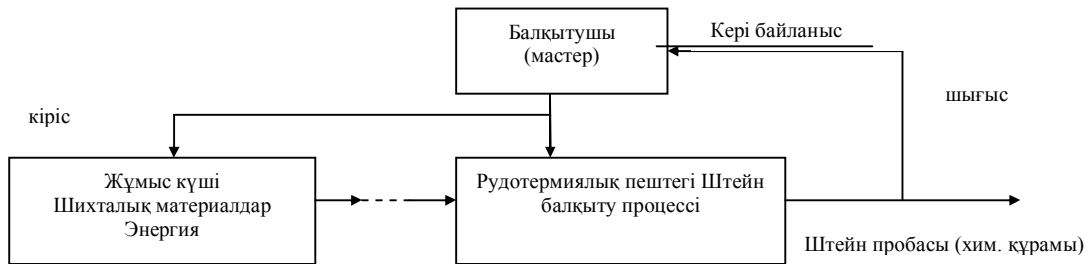 Балқытушы
(мастер)
Кері байланыс
кіріс
шығыс
Жұмыс күші
Шихталық материалдар
Энергия
Рудотермиялық пештегі Штейн
балқыту процессі
Штейн пробасы (хим. құрамы)